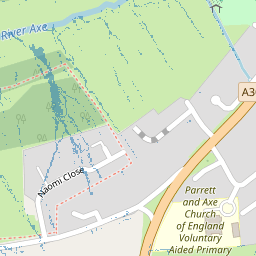 River Axe
A3
Naomi Close
Parrett
and Axe
Church
of England
Voluntary
Aided Primary